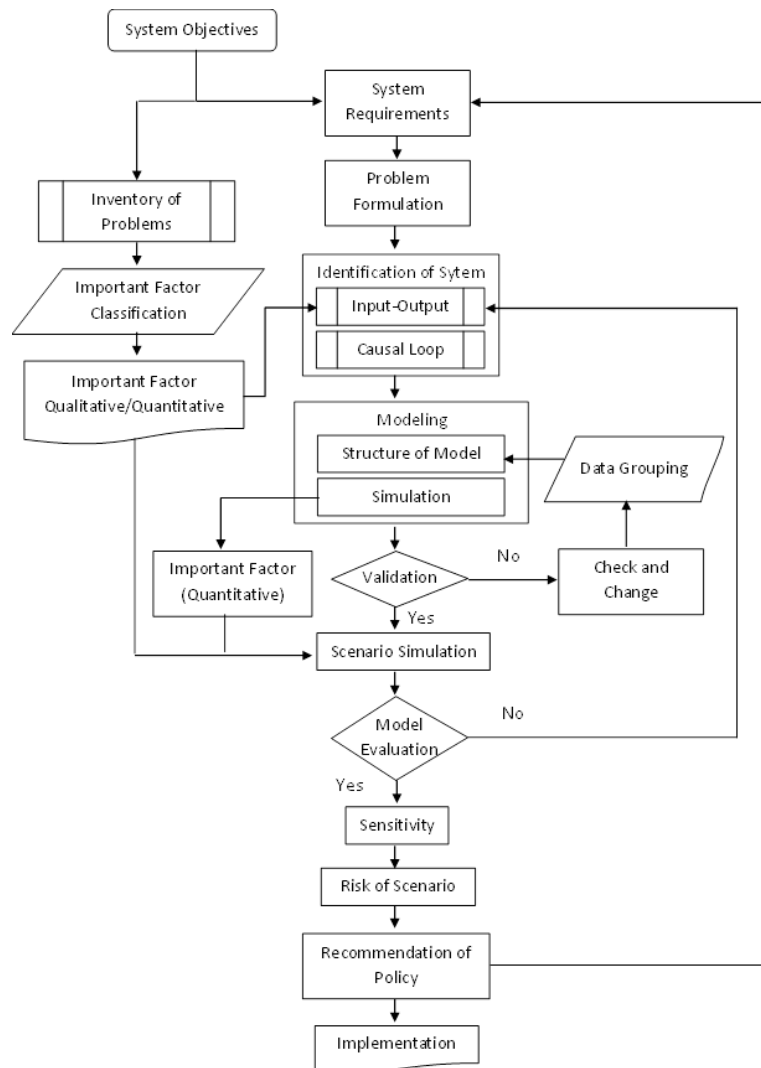 System Objectives
System
Requirements
Inventory of
Problems
Problem
Formulation
Important Factor
Classification
Identification of Sytem
Input-Output
Causal Loop
Important Factor
Qualitative/Quantitative
Modeling
Structure of Model
Simulation
Data Grouping
Important Factor
(Quantitative)
Validation
No
Check and
Change
Yes
Scenario Simulation
Model
Evaluation
No
Yes
Sensitivity
Risk of Scenario
Recommendation of
Policy
Implementation